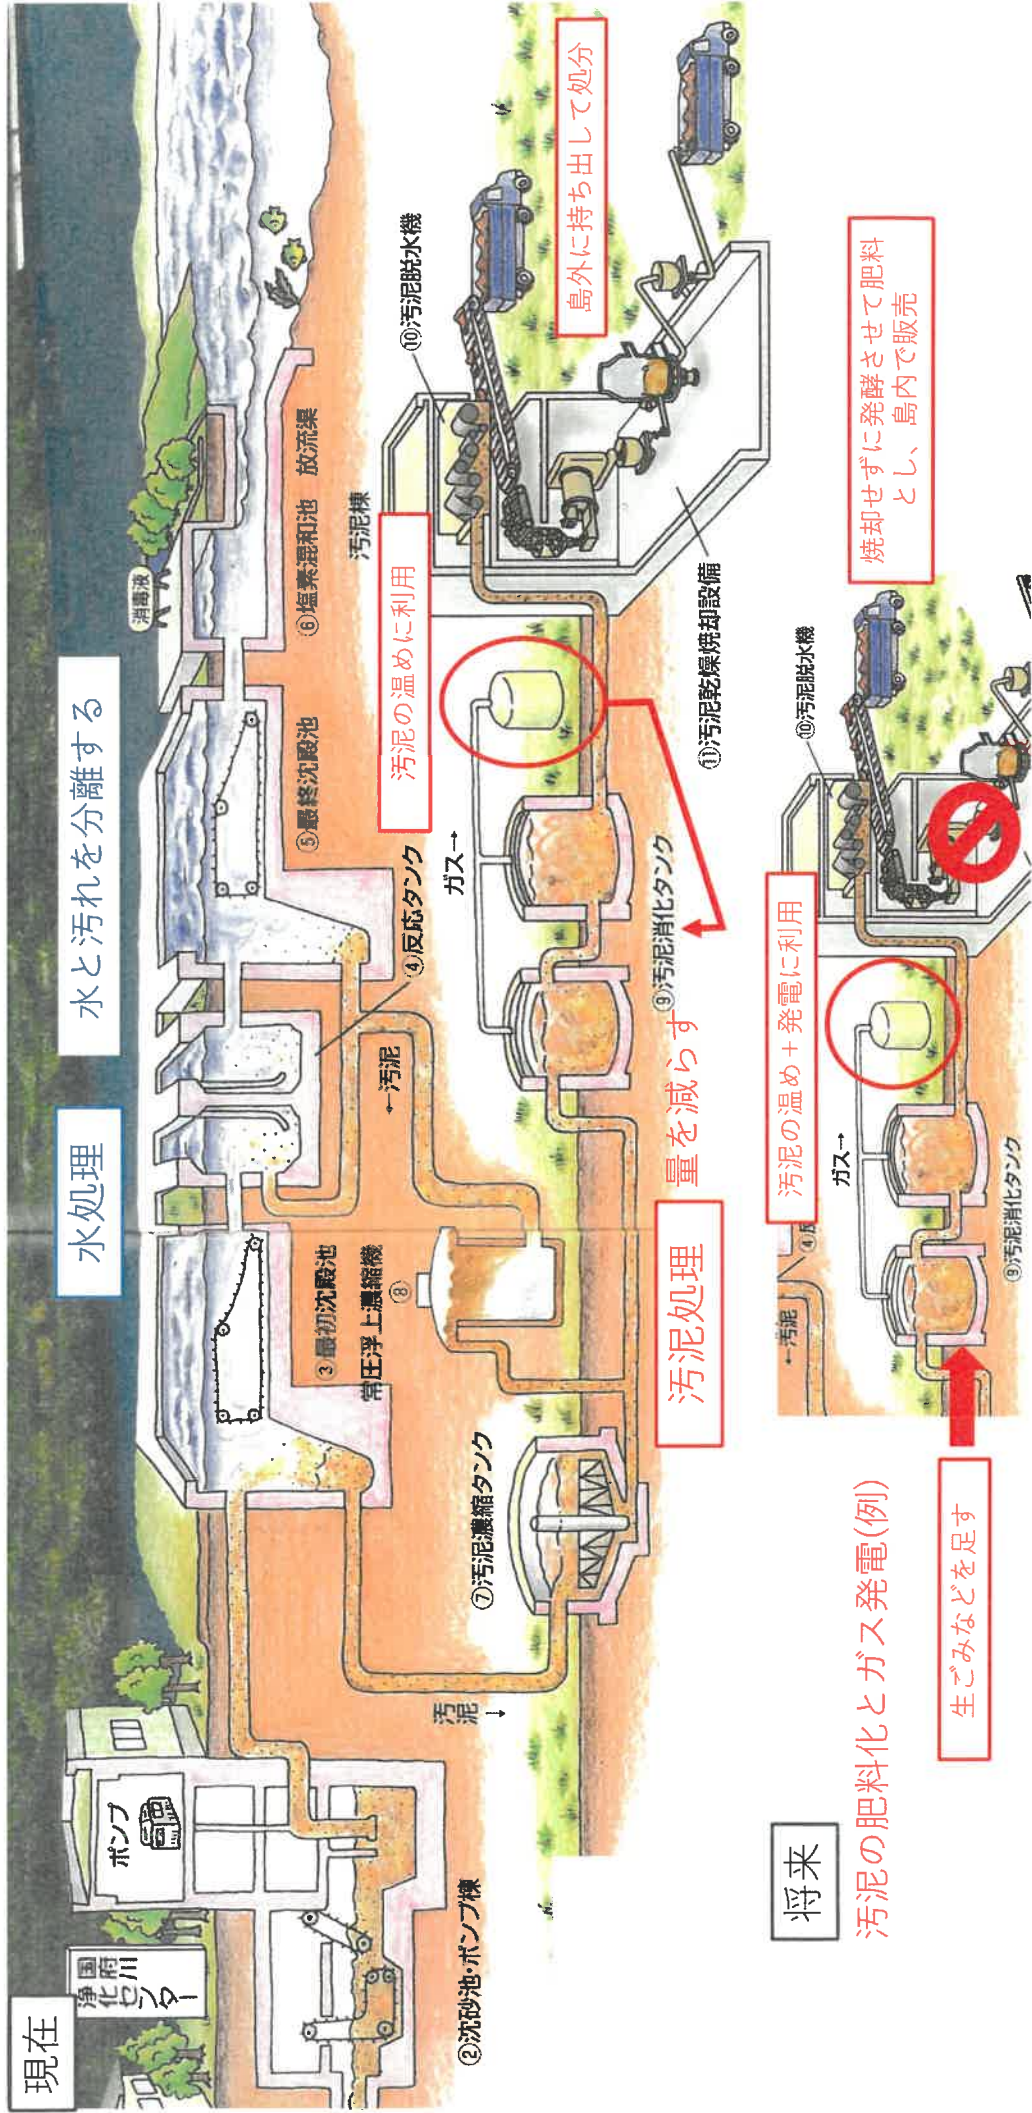 現在
国府川
浄化センター
ポンプ
②沈砂池・ポンプ棟
水処理
水と汚れを分離する
消毒液
③最初沈殿池
④反応タンク
⑤最終沈殿池
⑥塩素混和池　放流渠
汚泥
↓
⑦汚泥濃縮タンク
常圧浮上濃縮機
⑧
←汚泥
汚泥処理
量を減らす
⑨汚泥消化タンク
ガス→
汚泥の温めに利用
汚泥棟
⑩汚泥脱水機
⑪汚泥乾燥焼却設備
島外に持ち出して処分
将来
汚泥の肥料化とガス発電(例)
生ごみなどを足す
←汚泥
④反
⑨汚泥消化タンク
ガス→
汚泥の温め＋発電に利用
⑩汚泥脱水機
焼却せずに発酵させて肥料
とし、島内で販売